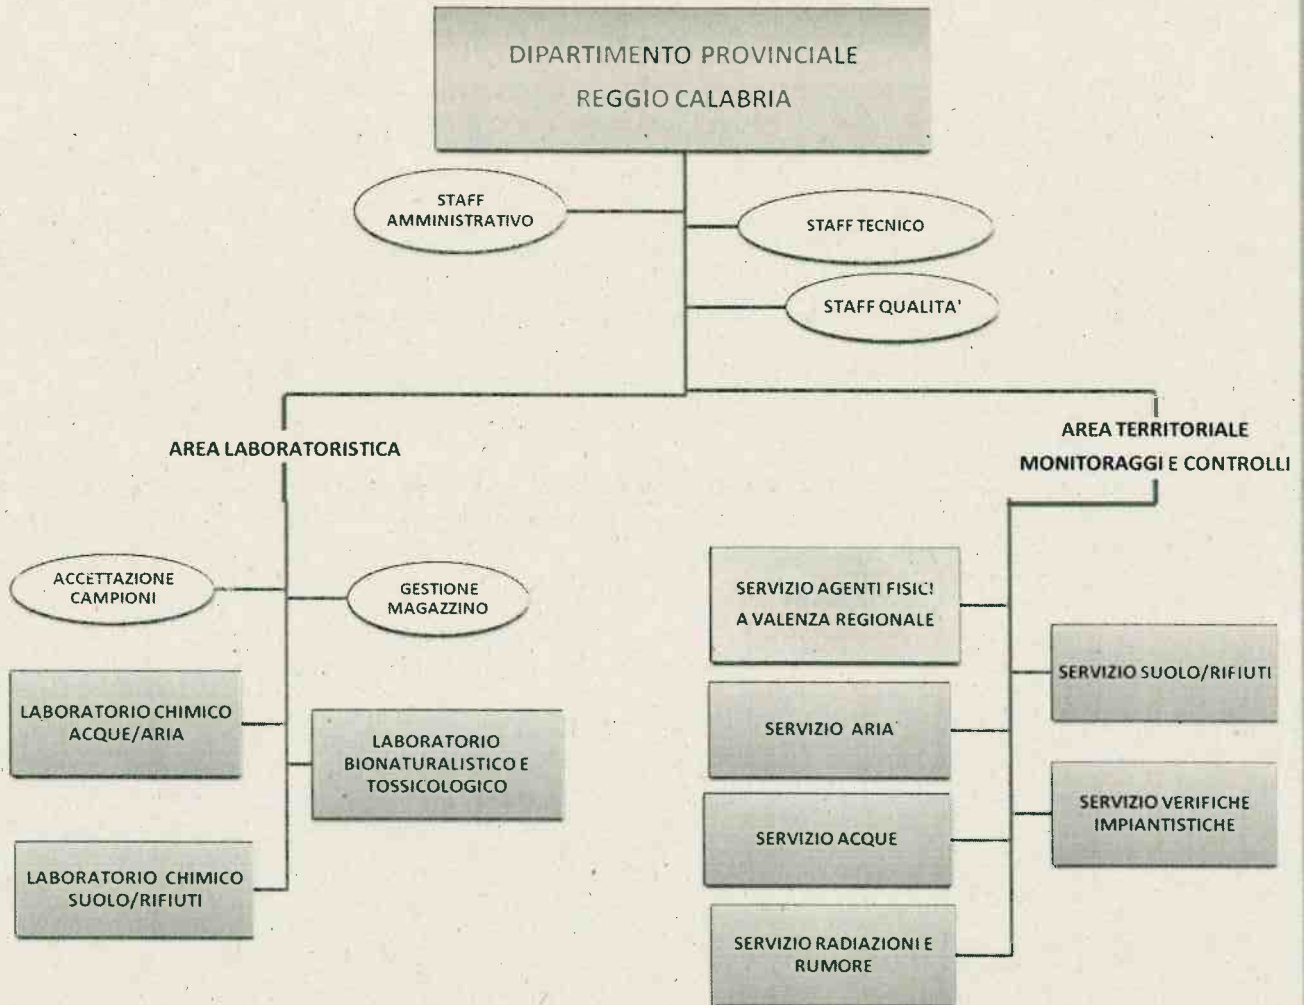 DIPARTIMENTO PROVINCIALE
REGGIO CALABRIA
STAFF
AMMINISTRATIVO
STAFF TECNICO
STAFF QUALITA'
AREA LABORATORISTICA
AREA TERRITORIALE
MONITORAGGI E CONTROLLI
ACCETTAZIONE
CAMPIONI
GESTIONE
MAGAZZINO
LABORATORIO CHIMICO
ACQUE/ARIA
LABORATORIO
BIONATURALISTICO E
TOSSICOLOGICO
LABORATORIO CHIMICO
SUOLO/RIFIUTI
SERVIZIO AGENTI FISICI
A VALENZA REGIONALE
SERVIZIO SUOLO/RIFIUTI
SERVIZIO ARIA
SERVIZIO VERIFICHE
IMPIANTISTICHE
SERVIZIO ACQUE
SERVIZIO RADIAZIONI E
RUMORE